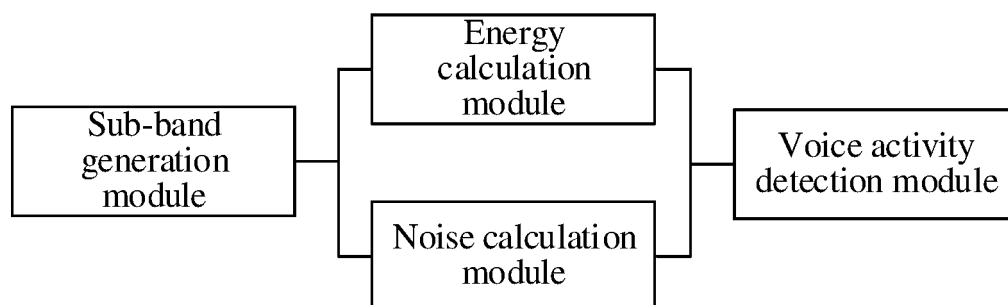 Sub-band
generation
module
Energy
calculation
module
Noise calculation
module
Voice activity
detection module